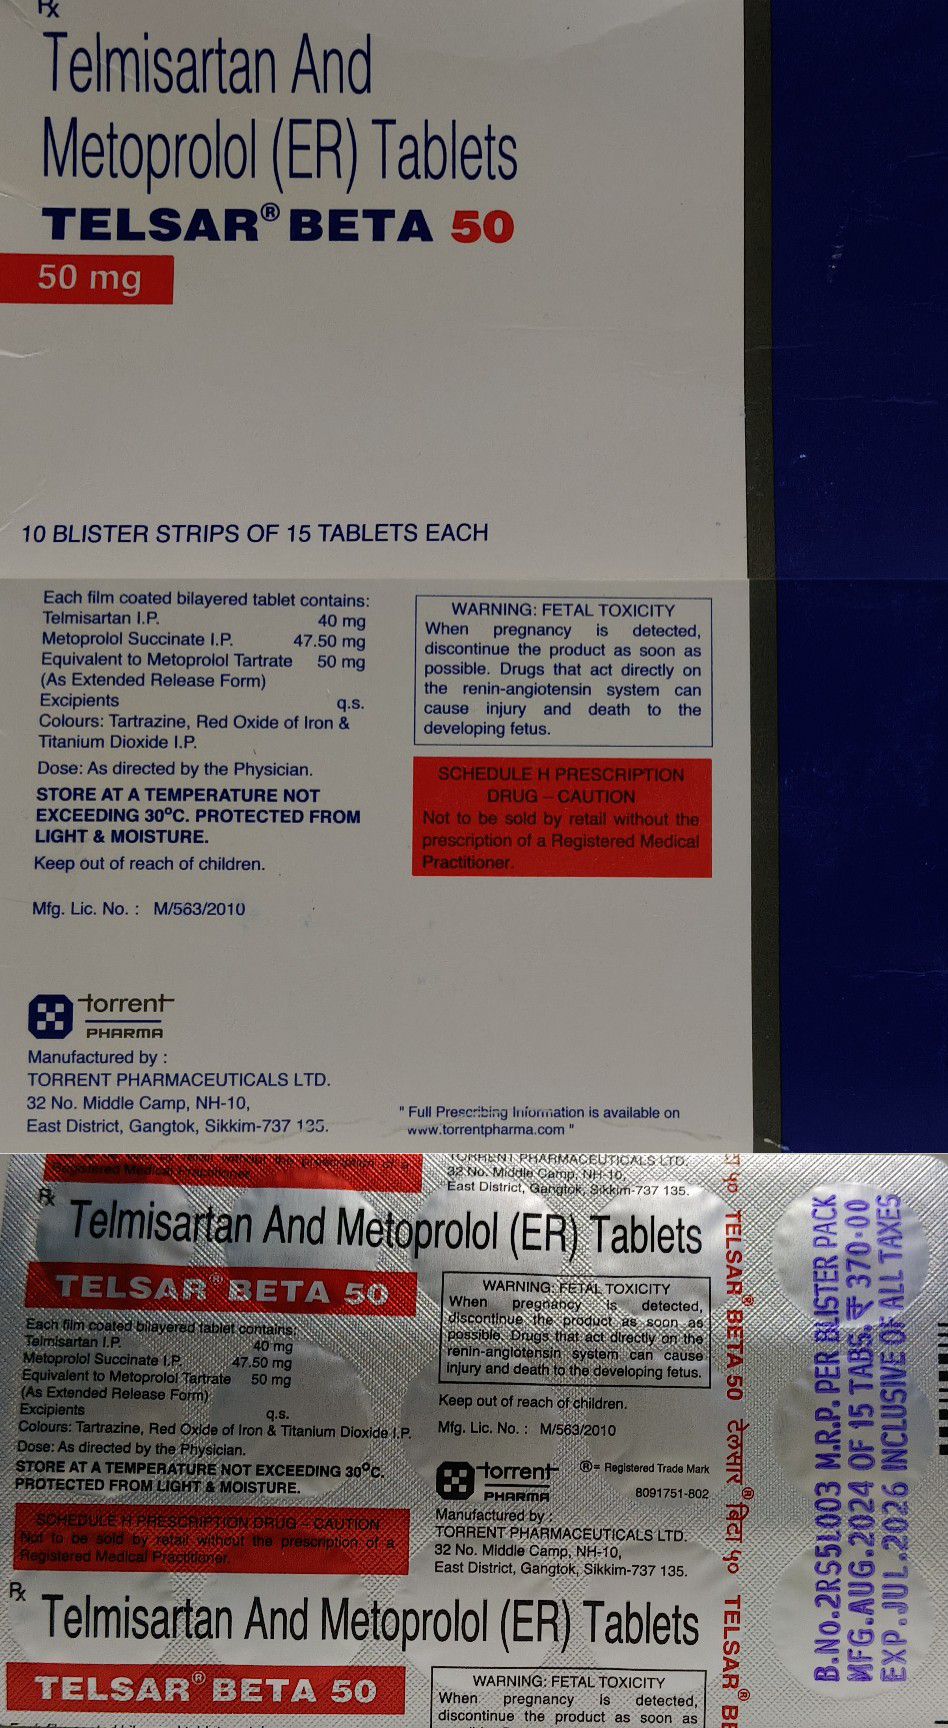 Rx
Telmisartan And
Metoprolol (ER) Tablets
TELSAR® BETA 50
50 mg
10 BLISTER STRIPS OF 15 TABLETS EACH
Each film coated bilayered tablet contains:
Telmisartan I.P. 40 mg
Metoprolol Succinate I.P. 47.50 mg
Equivalent to Metoprolol Tartrate 50 mg
(As Extended Release Form)
Excipients q.s.
Colours: Tartrazine, Red Oxide of Iron &
Titanium Dioxide I.P.
Dose: As directed by the Physician.
STORE AT A TEMPERATURE NOT
EXCEEDING 30°C. PROTECTED FROM
LIGHT & MOISTURE.
Keep out of reach of children.
Mfg. Lic. No. : M/563/2010
WARNING: FETAL TOXICITY
When pregnancy is detected,
discontinue the product as soon as
possible. Drugs that act directly on
the renin-angiotensin system can
cause injury and death to the
developing fetus.
SCHEDULE H PRESCRIPTION
DRUG – CAUTION
Not to be sold by retail without the
prescription of a Registered Medical
Practitioner.
torrent
PHARMA
Manufactured by :
TORRENT PHARMACEUTICALS LTD.
32 No. Middle Camp, NH-10,
East District, Gangtok, Sikkim-737 135.
" Full Prescribing Information is available on
www.torrentpharma.com "
Registered Medical Practitioner.
TORRENT PHARMACEUTICALS LTD.
32 No. Middle Camp, NH-10,
East District, Gangtok, Sikkim-737 135.
Rx
Telmisartan And Metoprolol (ER) Tablets
TELSAR® BETA 50
Each film coated bilayered tablet contains:
Telmisartan I.P. 40 mg
Metoprolol Succinate I.P. 47.50 mg
Equivalent to Metoprolol Tartrate 50 mg
(As Extended Release Form)
Excipients q.s.
Colours: Tartrazine, Red Oxide of Iron & Titanium Dioxide I.P.
Dose: As directed by the Physician.
STORE AT A TEMPERATURE NOT EXCEEDING 30°C.
PROTECTED FROM LIGHT & MOISTURE.
SCHEDULE H PRESCRIPTION DRUG – CAUTION
Not to be sold by retail without the prescription of a
Registered Medical Practitioner.
WARNING: FETAL TOXICITY
When pregnancy is detected,
discontinue the product as soon as
possible. Drugs that act directly on the
renin-angiotensin system can cause
injury and death to the developing fetus.
Keep out of reach of children.
Mfg. Lic. No. : M/563/2010
torrent
PHARMA
®= Registered Trade Mark
8091751-802
Manufactured by :
TORRENT PHARMACEUTICALS LTD.
32 No. Middle Camp, NH-10,
East District, Gangtok, Sikkim-737 135.
Rx
Telmisartan And Metoprolol (ER) Tablets
TELSAR® BETA 50
WARNING: FETAL TOXICITY
When pregnancy is detected,
discontinue the product as soon as
५० TELSAR® BETA 50 टेलसार® बिटा ५० TELSAR® BE
B.No.2RS5L003 M.R.P. PER BLISTER PACK
MFG.AUG.2024 OF 15 TABS. ₹ 370.00
EXP.JUL.2026 INCLUSIVE OF ALL TAXES